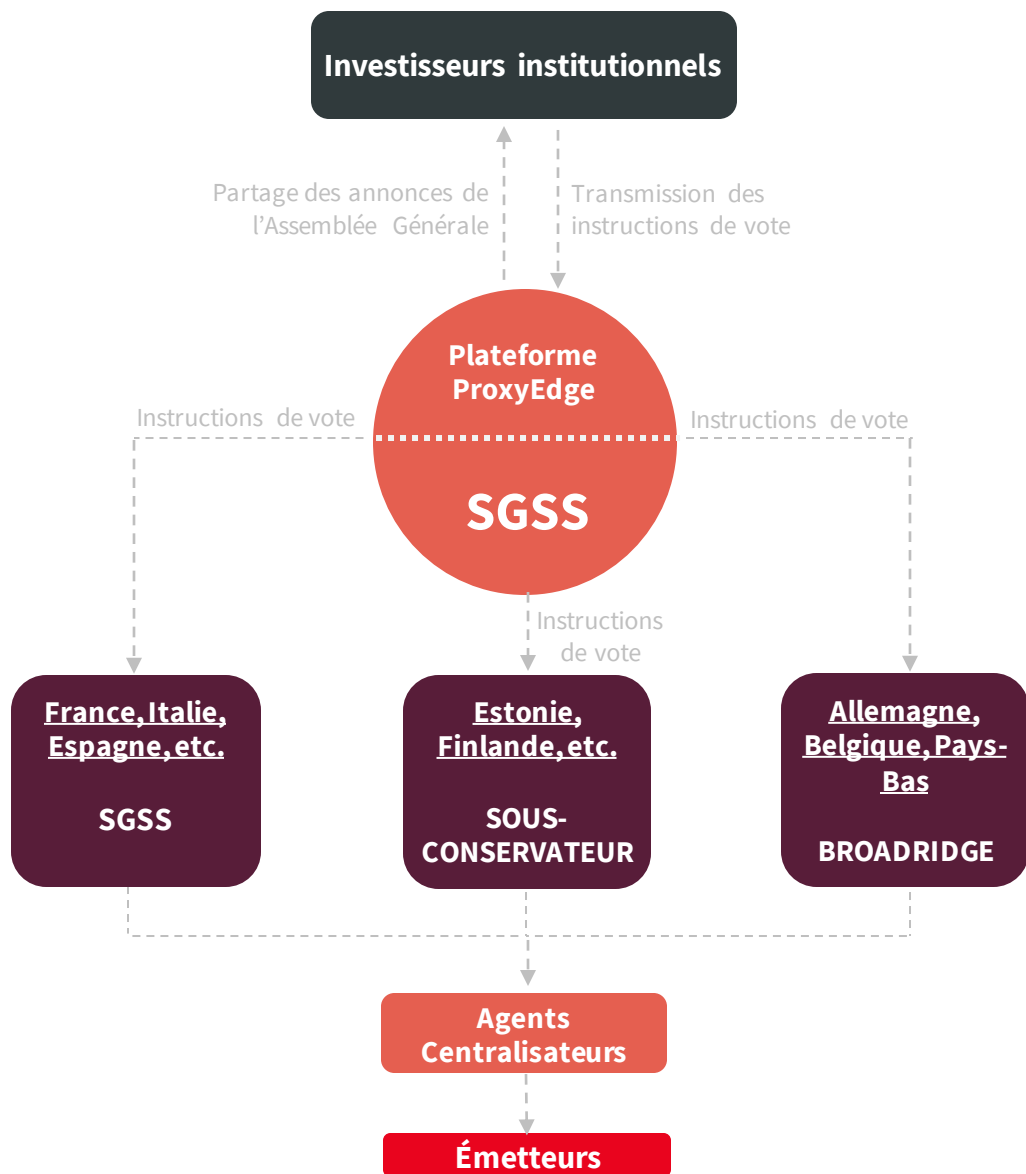 Investisseurs institutionnels
Partage des annonces de
l’Assemblée Générale
Transmission des
instructions de vote
Plateforme
ProxyEdge
Instructions de vote
Instructions de vote
SGSS
Instructions
de vote
France, Italie,
Espagne, etc.
SGSS
Estonie,
Finlande, etc.
SOUS-
CONSERVATEUR
Allemagne,
Belgique, Pays-
Bas
BROADRIDGE
Agents
Centralisateurs
Émetteurs